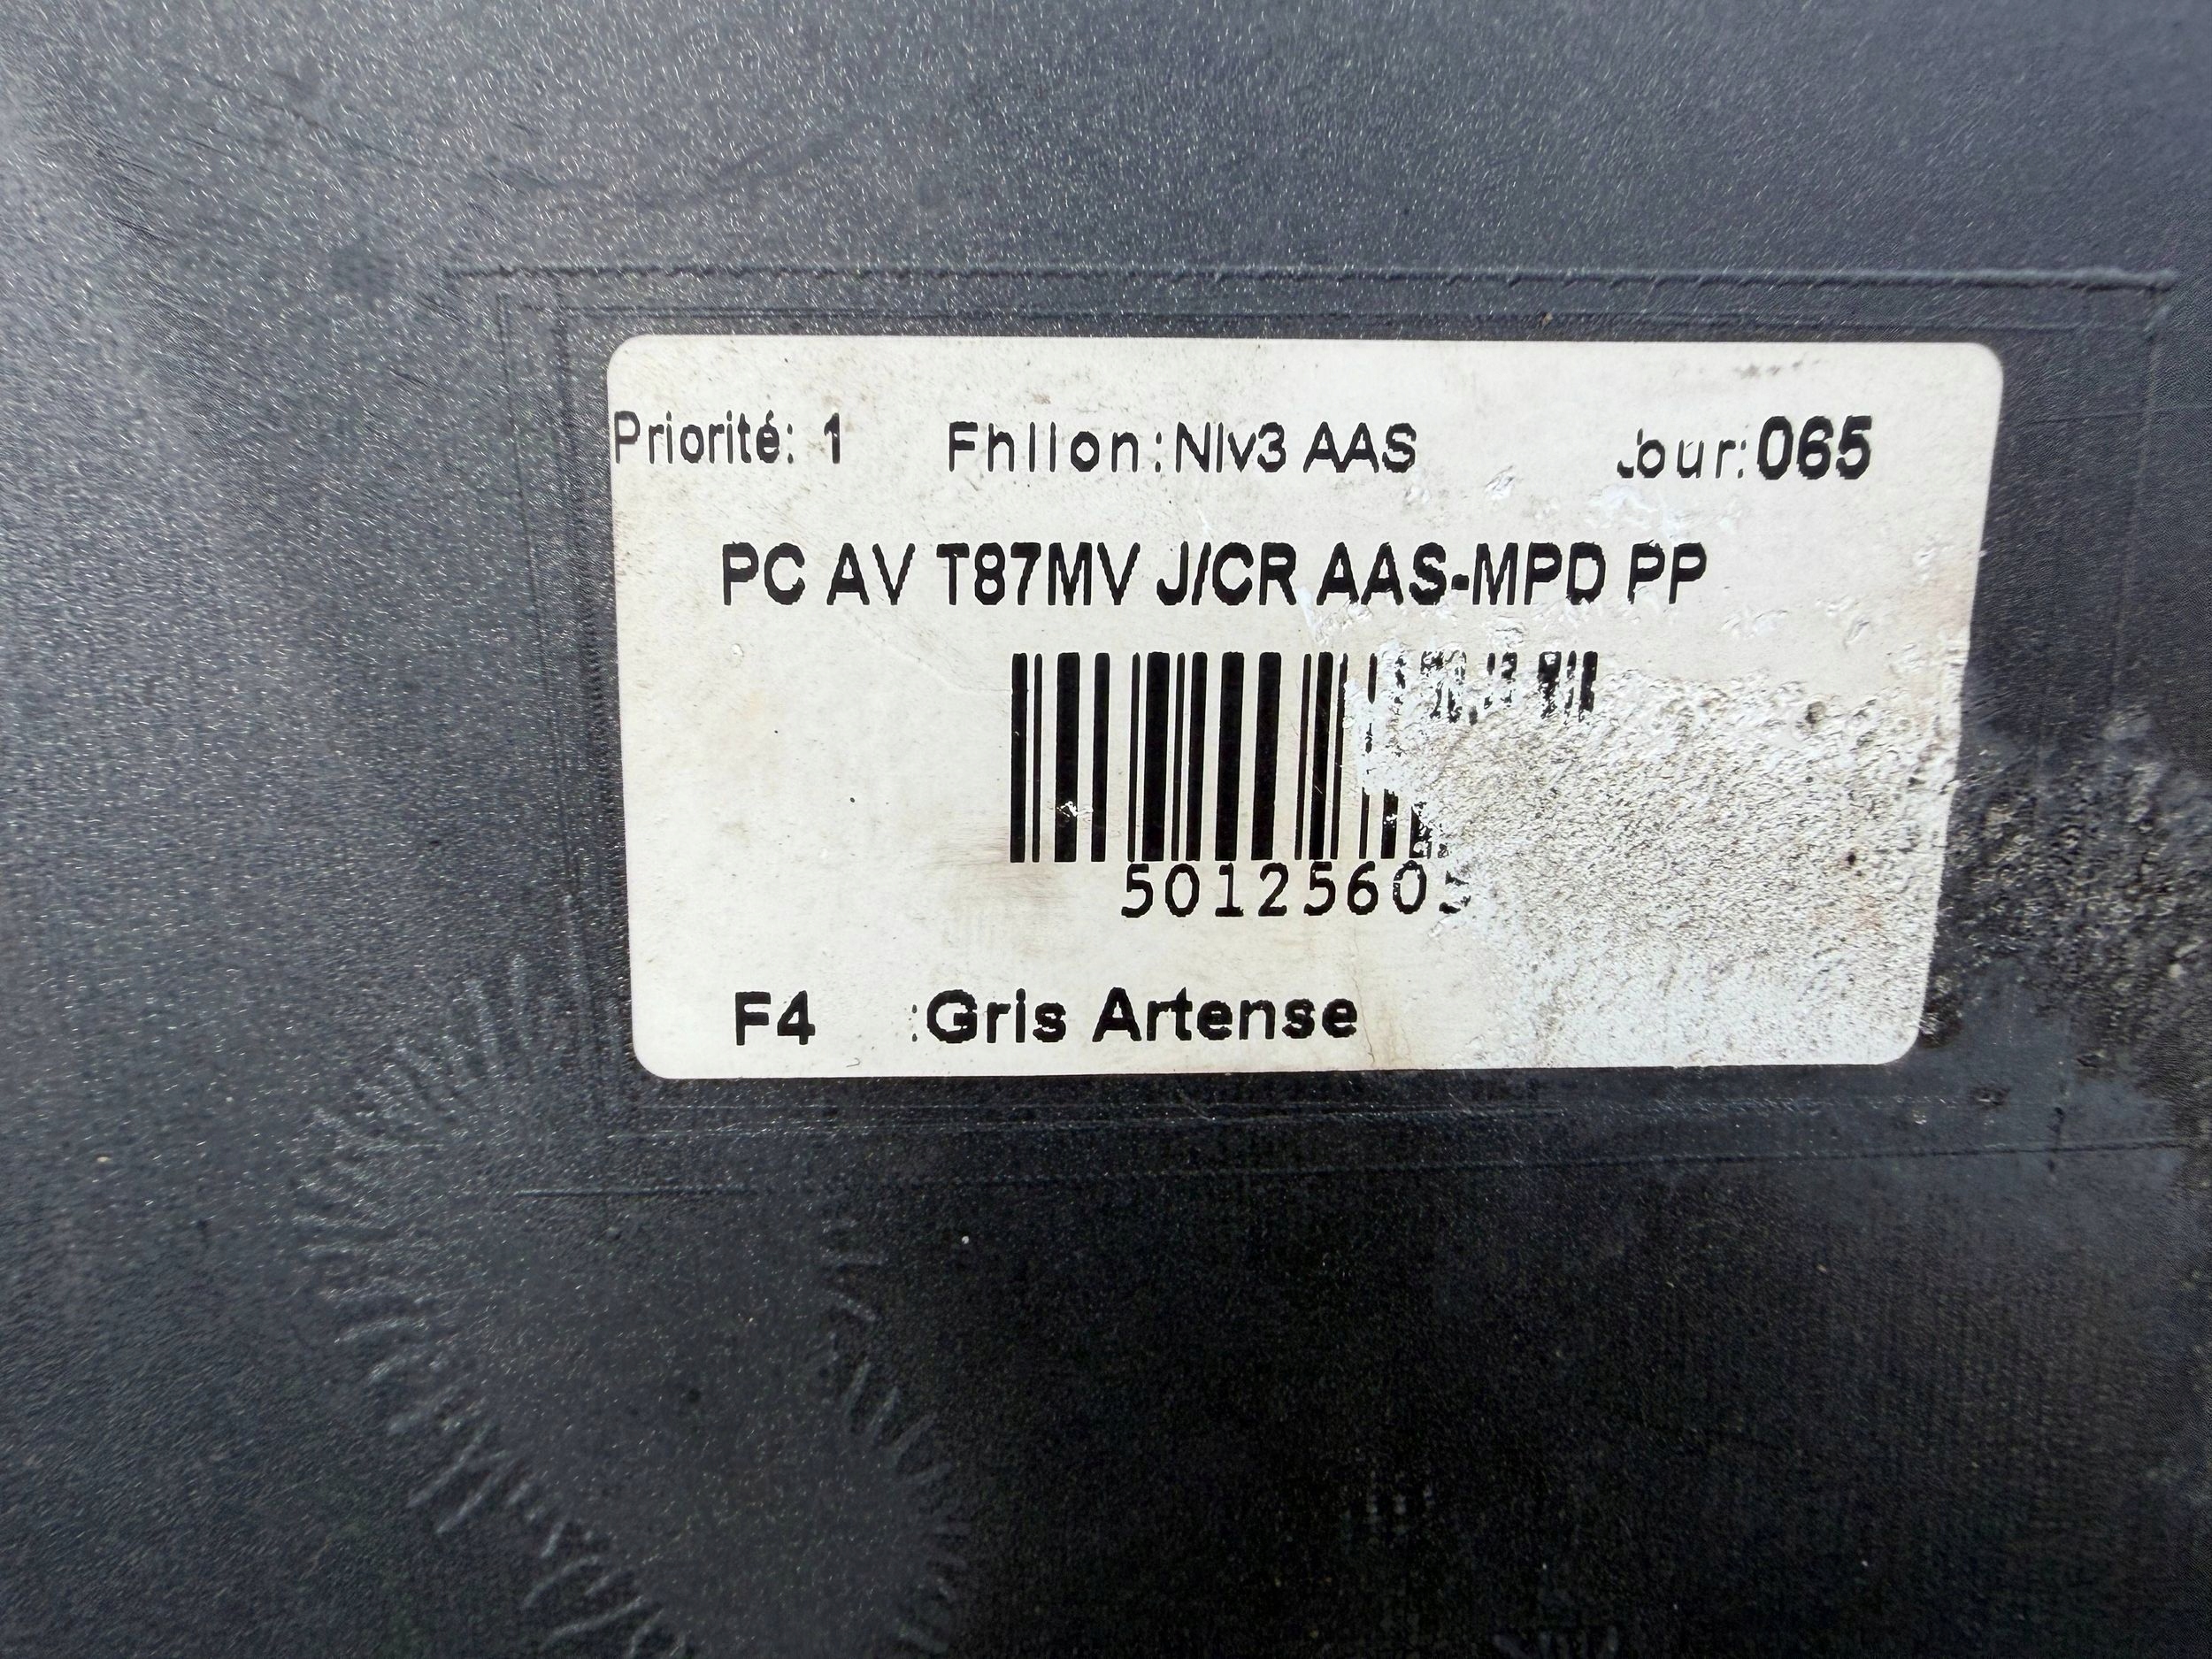 Priorité: 1 Fhllon:Nlv3 AAS Jour:065
PC AV T87MV J/CR AAS-MPD PP
F4 :Gris Artense